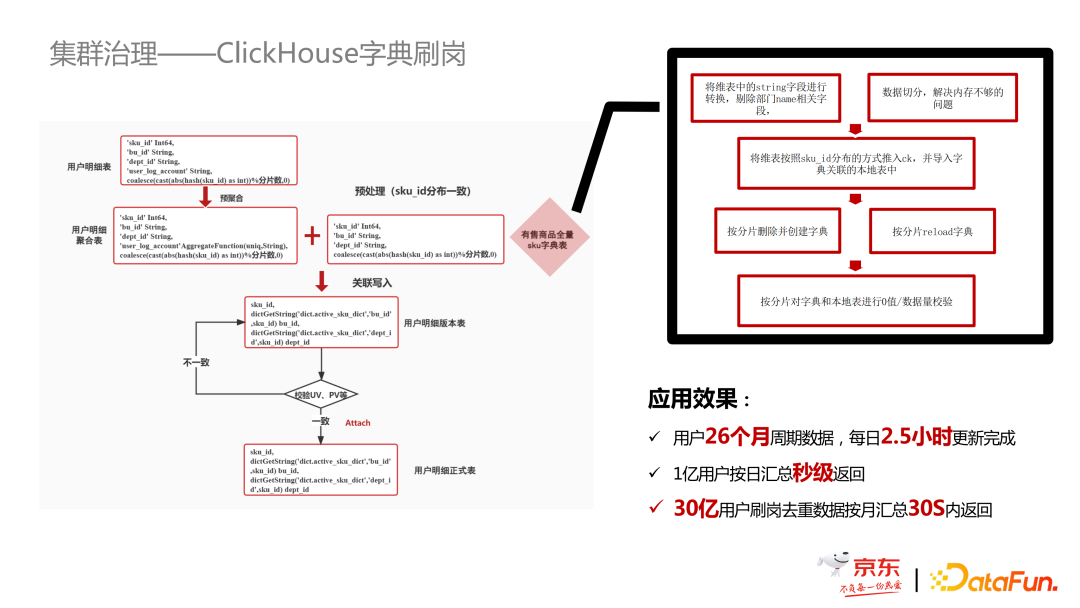 集群治理——ClickHouse字典刷岗
用户明细表
'sku_id' Int64,
'bu_id' String,
'dept_id' String,
'user_log_account' String,
coalesce(cast(abs(hash(sku_id) as int))%分片数,0)
预聚合
用户明细
聚合表
'sku_id' Int64,
'bu_id' String,
'dept_id' String,
'user_log_account'AggregateFunction(uniq,String),
coalesce(cast(abs(hash(sku_id) as int))%分片数,0)
+
预处理（sku_id分布一致）
'sku_id' Int64,
'bu_id' String,
'dept_id' String,
coalesce(cast(abs(hash(sku_id) as int))%分片数,0)
有售商品全量
sku字典表
关联写入
sku_id,
dictGetString('dict.active_sku_dict','bu_id'
,sku_id) bu_id,
dictGetString('dict.active_sku_dict','dept_i
d',sku_id) dept_id
用户明细版本表
不一致
校验UV、PV等
一致
Attach
sku_id,
dictGetString('dict.active_sku_dict','bu_id'
,sku_id) bu_id,
dictGetString('dict.active_sku_dict','dept_i
d',sku_id) dept_id
用户明细正式表
将维表中的string字段进行
转换，剔除部门name相关字
段，
数据切分，解决内存不够的
问题
将维表按照sku_id分布的方式推入ck，并导入字
典关联的本地表中
按分片删除并创建字典
按分片reload字典
按分片对字典和本地表进行0值/数据量校验
应用效果：
✓ 用户26个月周期数据，每日2.5小时更新完成
✓ 1亿用户按日汇总秒级返回
✓ 30亿用户刷岗去重数据按月汇总30S内返回
京东
不负每一份热爱
DataFun.